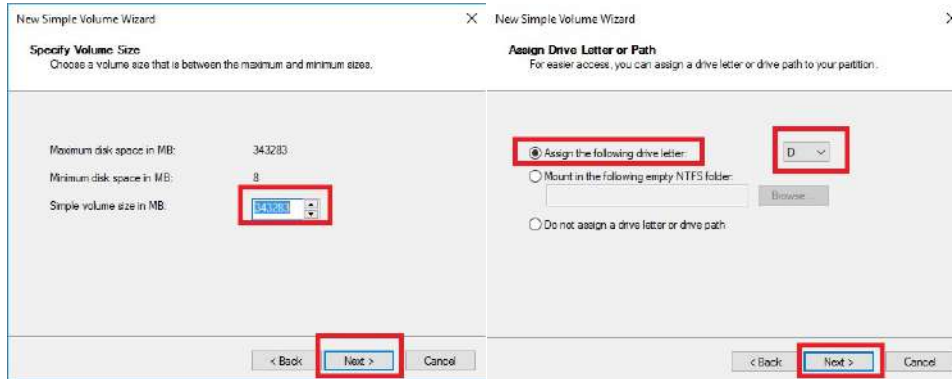 New Simple Volume Wizard
Specify Volume Size
Choose a volume size that is between the maximum and minimum sizes.
Maximum disk space in MB: 343283
Minimum disk space in MB: 8
Simple volume size in MB: 343283
< Back Next > Cancel
New Simple Volume Wizard
Assign Drive Letter or Path
For easier access, you can assign a drive letter or drive path to your partition.
Assign the following drive letter: D
Mount in the following empty NTFS folder:
Browse...
Do not assign a drive letter or drive path
< Back Next > Cancel